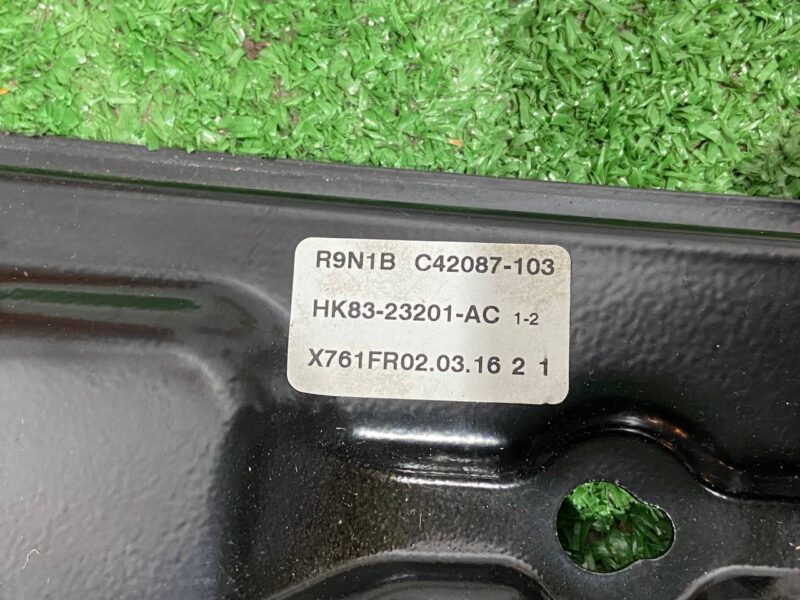 R9N1B C42087-103
HK83-23201-AC 1-2
X761FR02.03.16 2 1